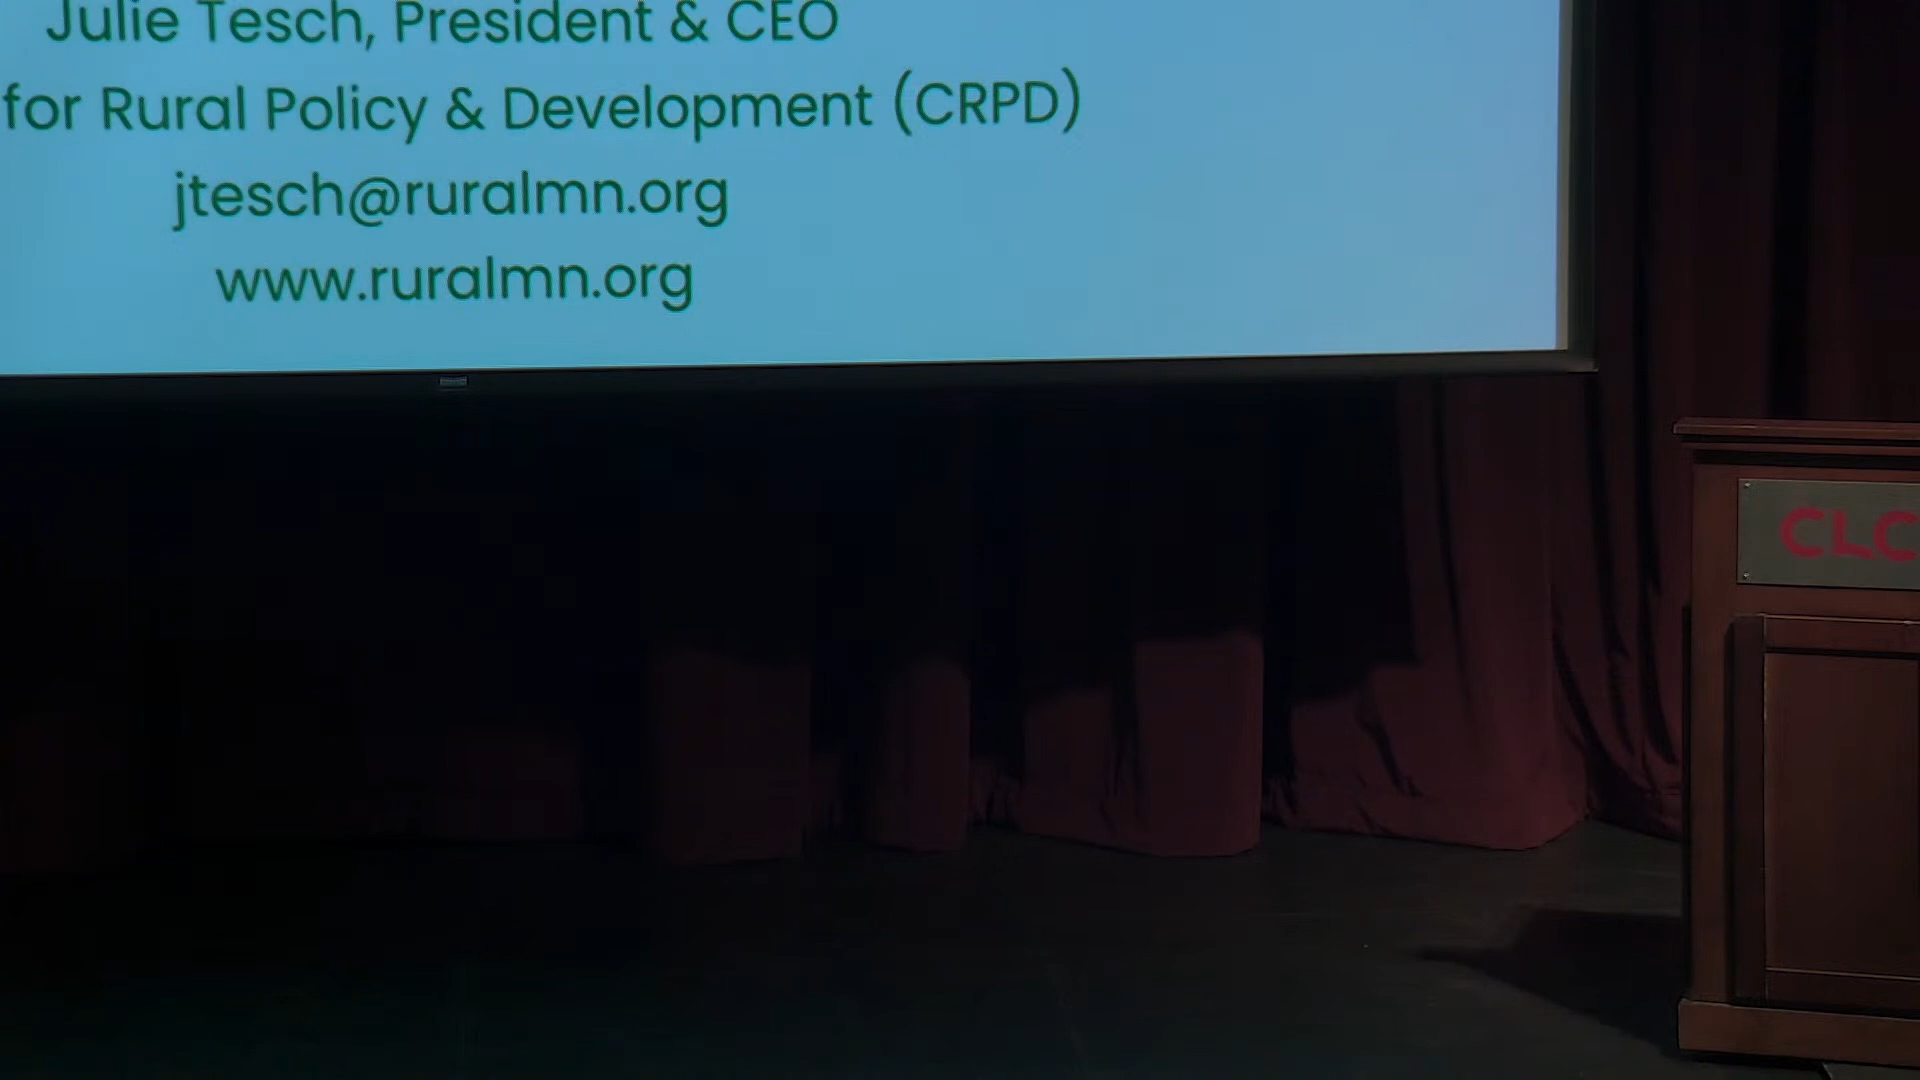 Julie Tesch, President & CEO
for Rural Policy & Development (CRPD)
jtesch@ruralmn.org
www.ruralmn.org
CLC